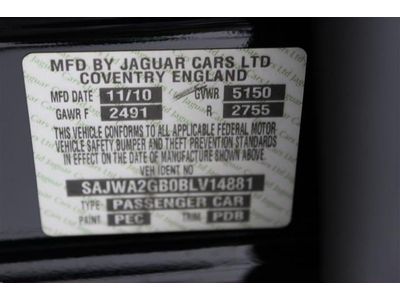 MFD BY JAGUAR CARS LTD
COVENTRY ENGLAND
MFD DATE 11/10 GVWR 5150
GAWR F 2491 R 2755
THIS VEHICLE CONFORMS TO ALL APPLICABLE FEDERAL MOTOR
VEHICLE SAFETY BUMPER AND THEFT PREVENTION STANDARDS
IN EFFECT ON THE DATE OF MANUFACTURE SHOWN ABOVE
VEH IDENT NO
SAJWA2GB0BLV14881
TYPE PASSENGER CAR
PAINT PEC TRIM PDB